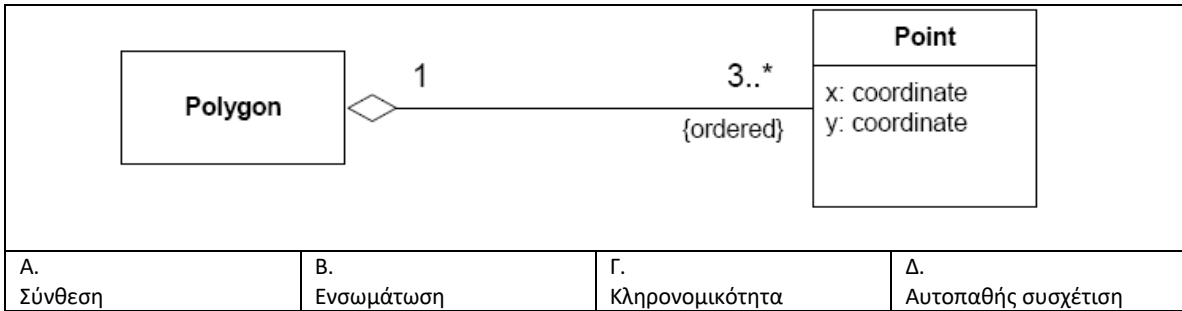 Point
1
3..*
Polygon
x: coordinate
{ordered}
y: coordinate
Α.
Σύνθεση
Β.
Ενσωμάτωση
Γ.
Κληρονομικότητα
Δ.
Αυτοπαθής συσχέτιση